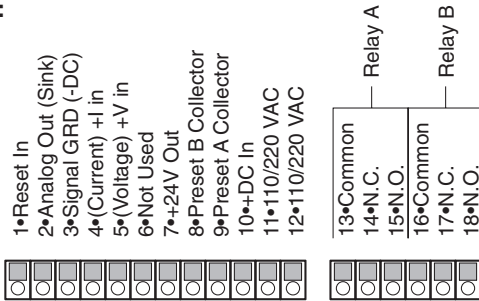 1•Reset In
2•Analog Out (Sink)
3•Signal GRD (-DC)
4•(Current) +I in
5•(Voltage) +V in
6•Not Used
7•+24V Out
8•Preset B Collector
9•Preset A Collector
10•+DC In
11•110/220 VAC
12•110/220 VAC
13•Common
14•N.C.
15•N.O.
Relay A
16•Common
17•N.C.
18•N.O.
Relay B